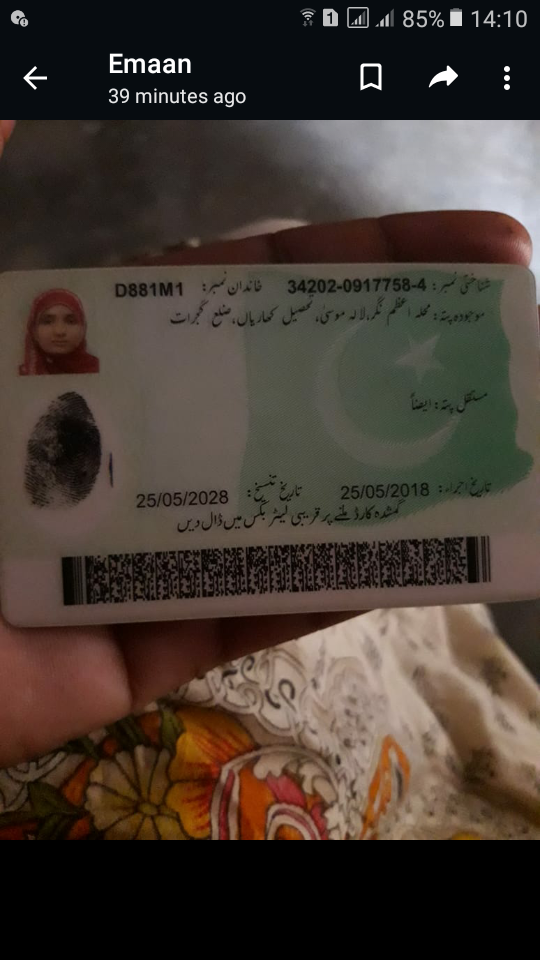 85% 14:10
Emaan
39 minutes ago
شناختی نمبر: 34202-0917758-4 خاندان نمبر: D881M1
موجودہ پتہ: محلہ اعظم نگر، لالہ موسیٰ، تحصیل کھاریاں، ضلع گجرات
مستقل پتہ: ایضاً
تاریخ اجراء: 25/05/2018 تاریخ تنسیخ: 25/05/2028
گمشدہ کارڈ ملنے پر قریبی لیٹر بکس میں ڈال دیں